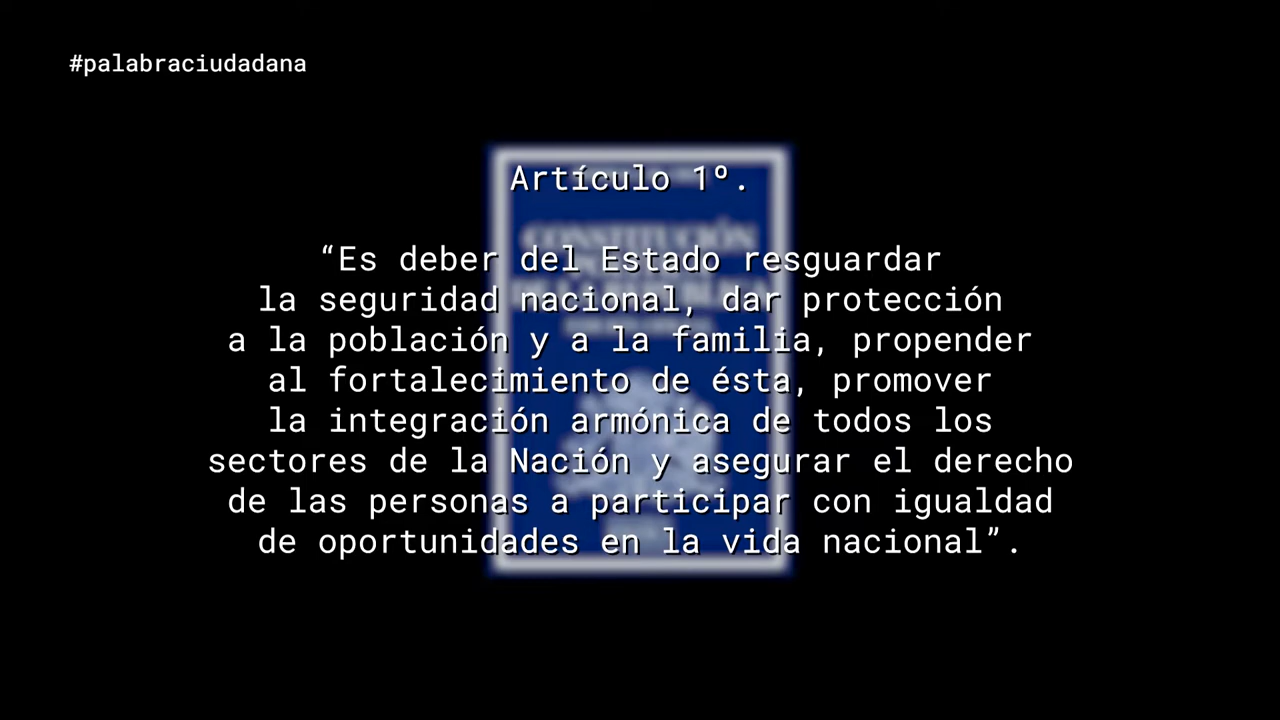 #palabraciudadana
Artículo 1º.
CONSTITUCIÓN
“Es deber del Estado resguardar
la seguridad nacional, dar protección
a la población y a la familia, propender
al fortalecimiento de ésta, promover
la integración armónica de todos los
sectores de la Nación y asegurar el derecho
de las personas a participar con igualdad
de oportunidades en la vida nacional”.